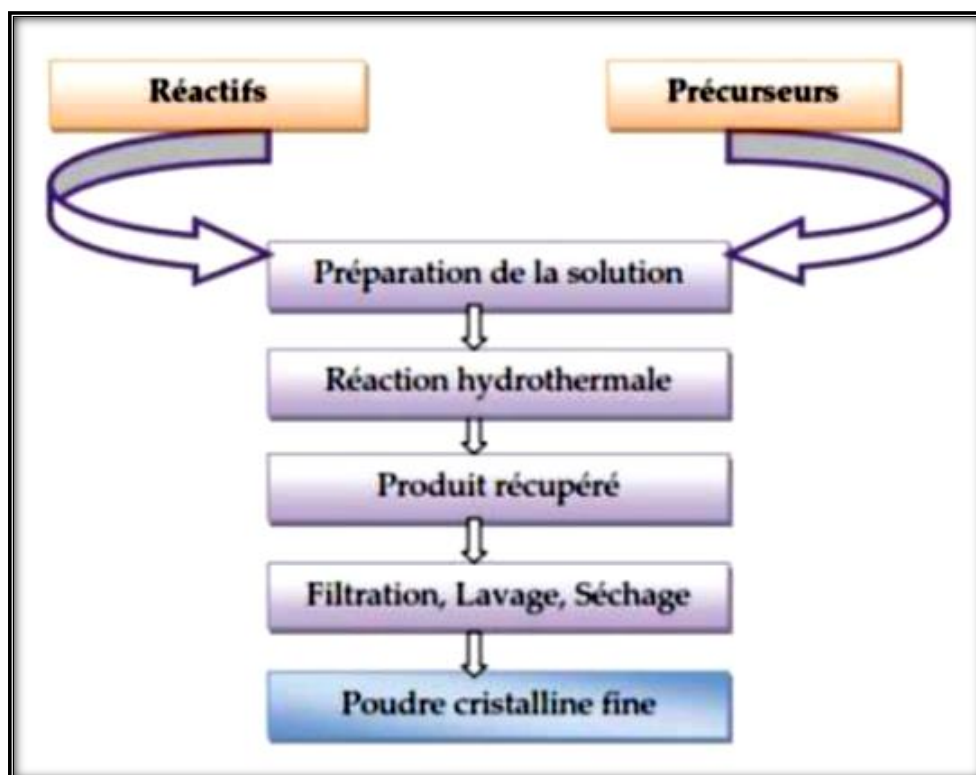 Réactifs
Précurseurs
Préparation de la solution
Réaction hydrothermale
Produit récupéré
Filtration, Lavage, Séchage
Poudre cristalline fine